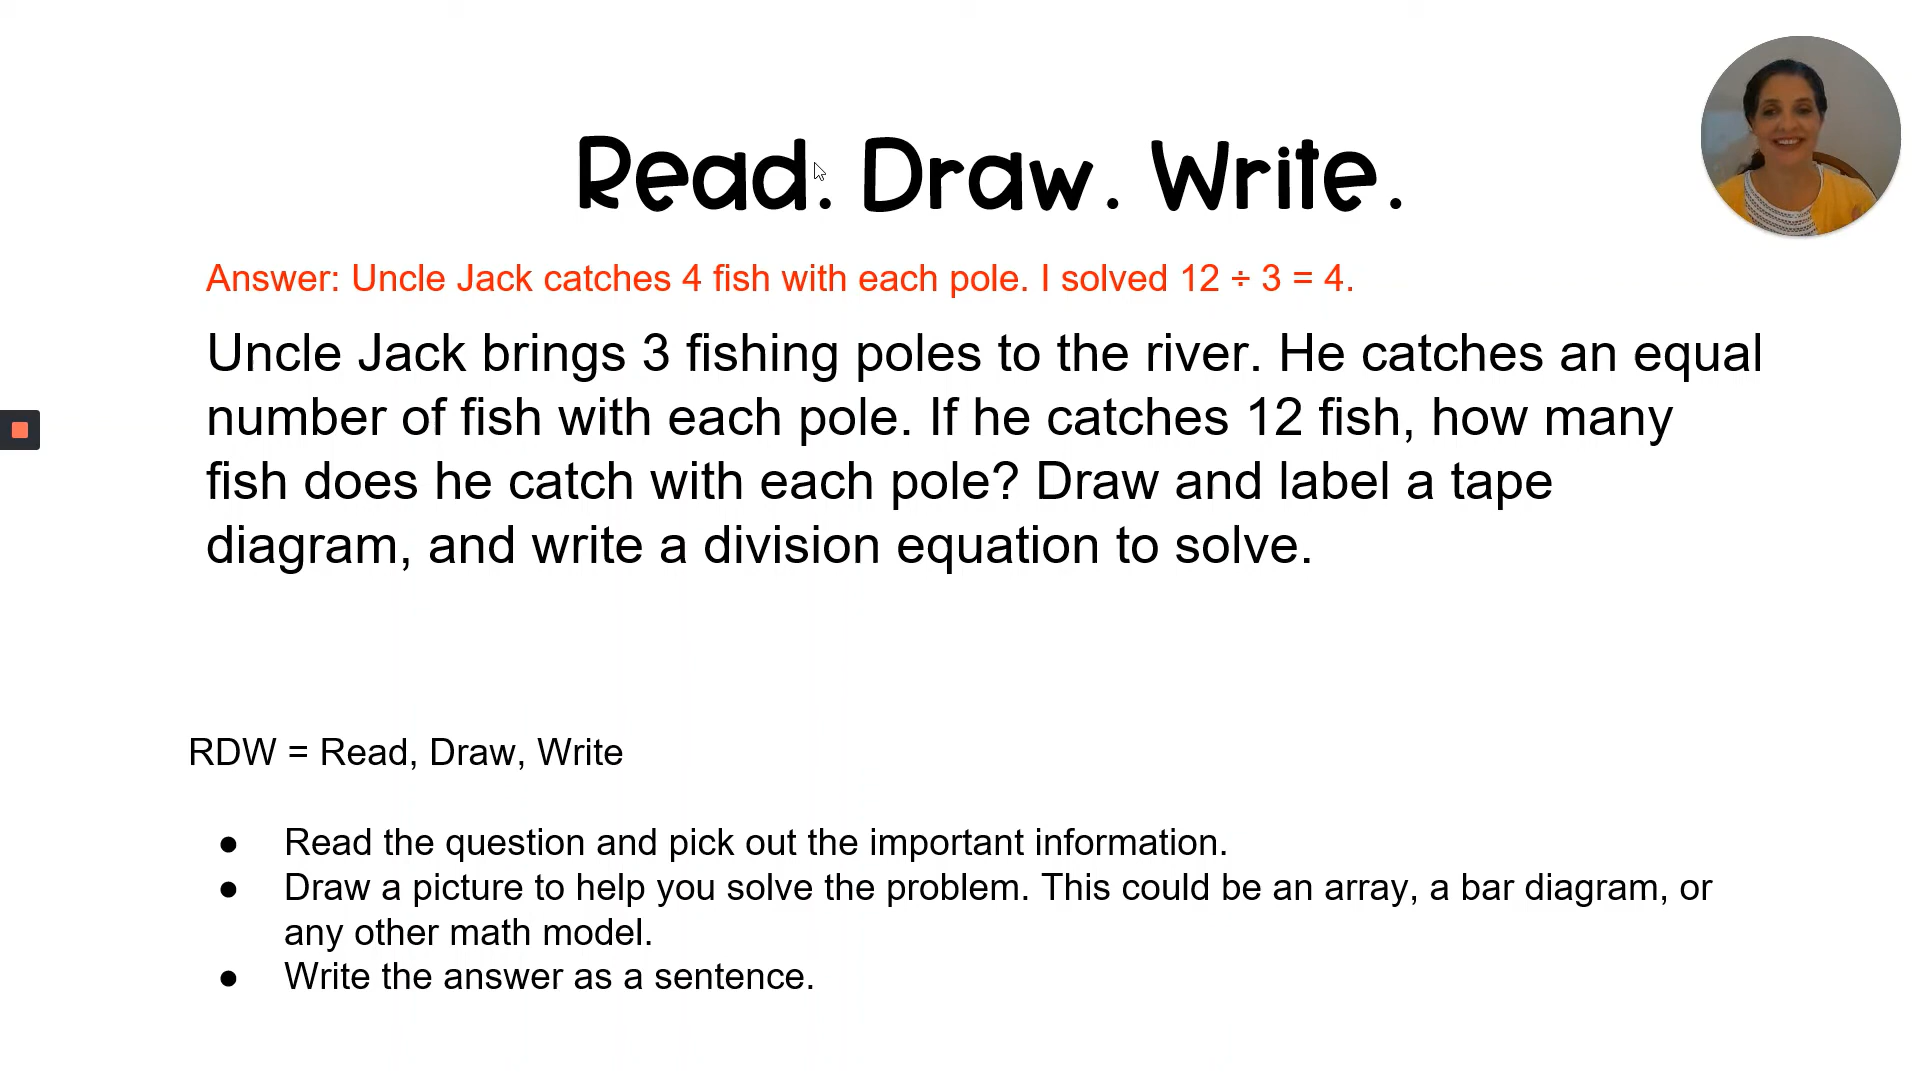 Read. Draw. Write.
Answer: Uncle Jack catches 4 fish with each pole. I solved 12 ÷ 3 = 4.
Uncle Jack brings 3 fishing poles to the river. He catches an equal
number of fish with each pole. If he catches 12 fish, how many
fish does he catch with each pole? Draw and label a tape
diagram, and write a division equation to solve.
RDW = Read, Draw, Write
● Read the question and pick out the important information.
● Draw a picture to help you solve the problem. This could be an array, a bar diagram, or
any other math model.
● Write the answer as a sentence.